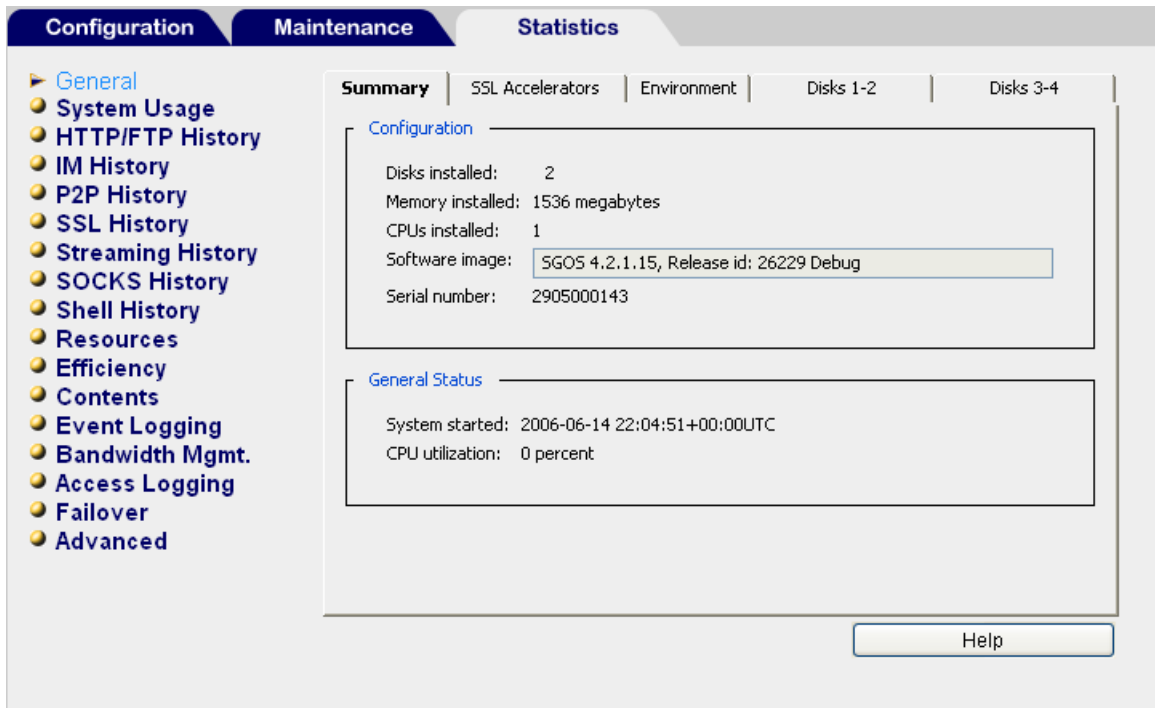 Configuration Maintenance Statistics
General
System Usage
HTTP/FTP History
IM History
P2P History
SSL History
Streaming History
SOCKS History
Shell History
Resources
Efficiency
Contents
Event Logging
Bandwidth Mgmt.
Access Logging
Failover
Advanced
Summary SSL Accelerators Environment Disks 1-2 Disks 3-4
Configuration
Disks installed: 2
Memory installed: 1536 megabytes
CPUs installed: 1
Software image: SGOS 4.2.1.15, Release id: 26229 Debug
Serial number: 2905000143
General Status
System started: 2006-06-14 22:04:51+00:00UTC
CPU utilization: 0 percent
Help